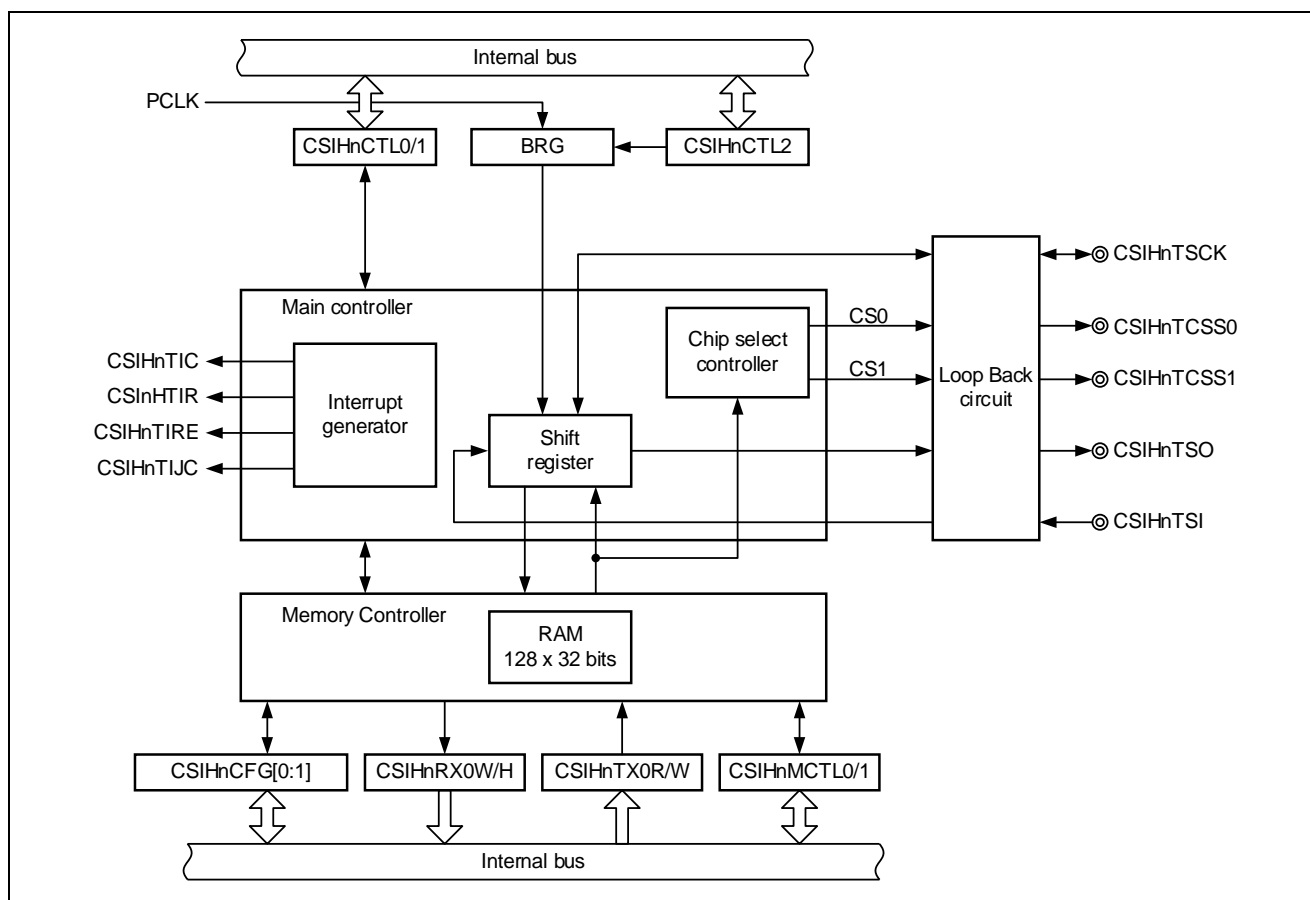 Internal bus
PCLK
CSIHnCTL0/1
BRG
CSIHnCTL2
CSIHnTSCK
Main controller
CS0
Chip select
controller
CSIHnTCSS0
CSIHnTIC
CS1
Loop Back
circuit
CSIHnTCSS1
CSInHTIR
Interrupt
generator
CSIHnTIRE
Shift
register
CSIHnTSO
CSIHnTIJC
CSIHnTSI
Memory Controller
RAM
128 x 32 bits
CSIHnCFG[0:1]
CSIHnRX0W/H
CSIHnTX0R/W
CSIHnMCTL0/1
Internal bus